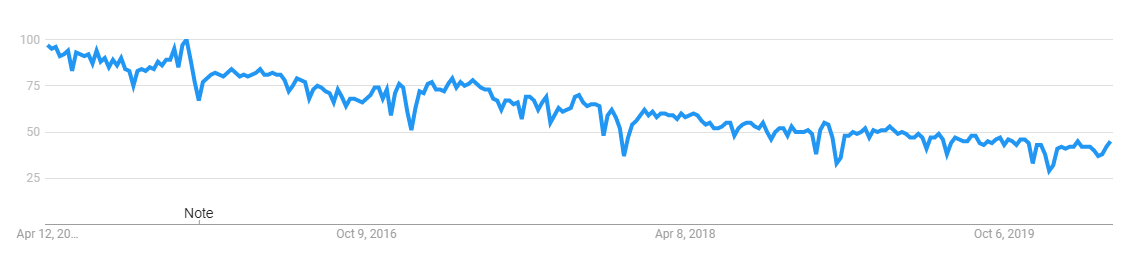 100
75
50
25
Note
Apr 12, 20...
Oct 9, 2016
Apr 8, 2018
Oct 6, 2019